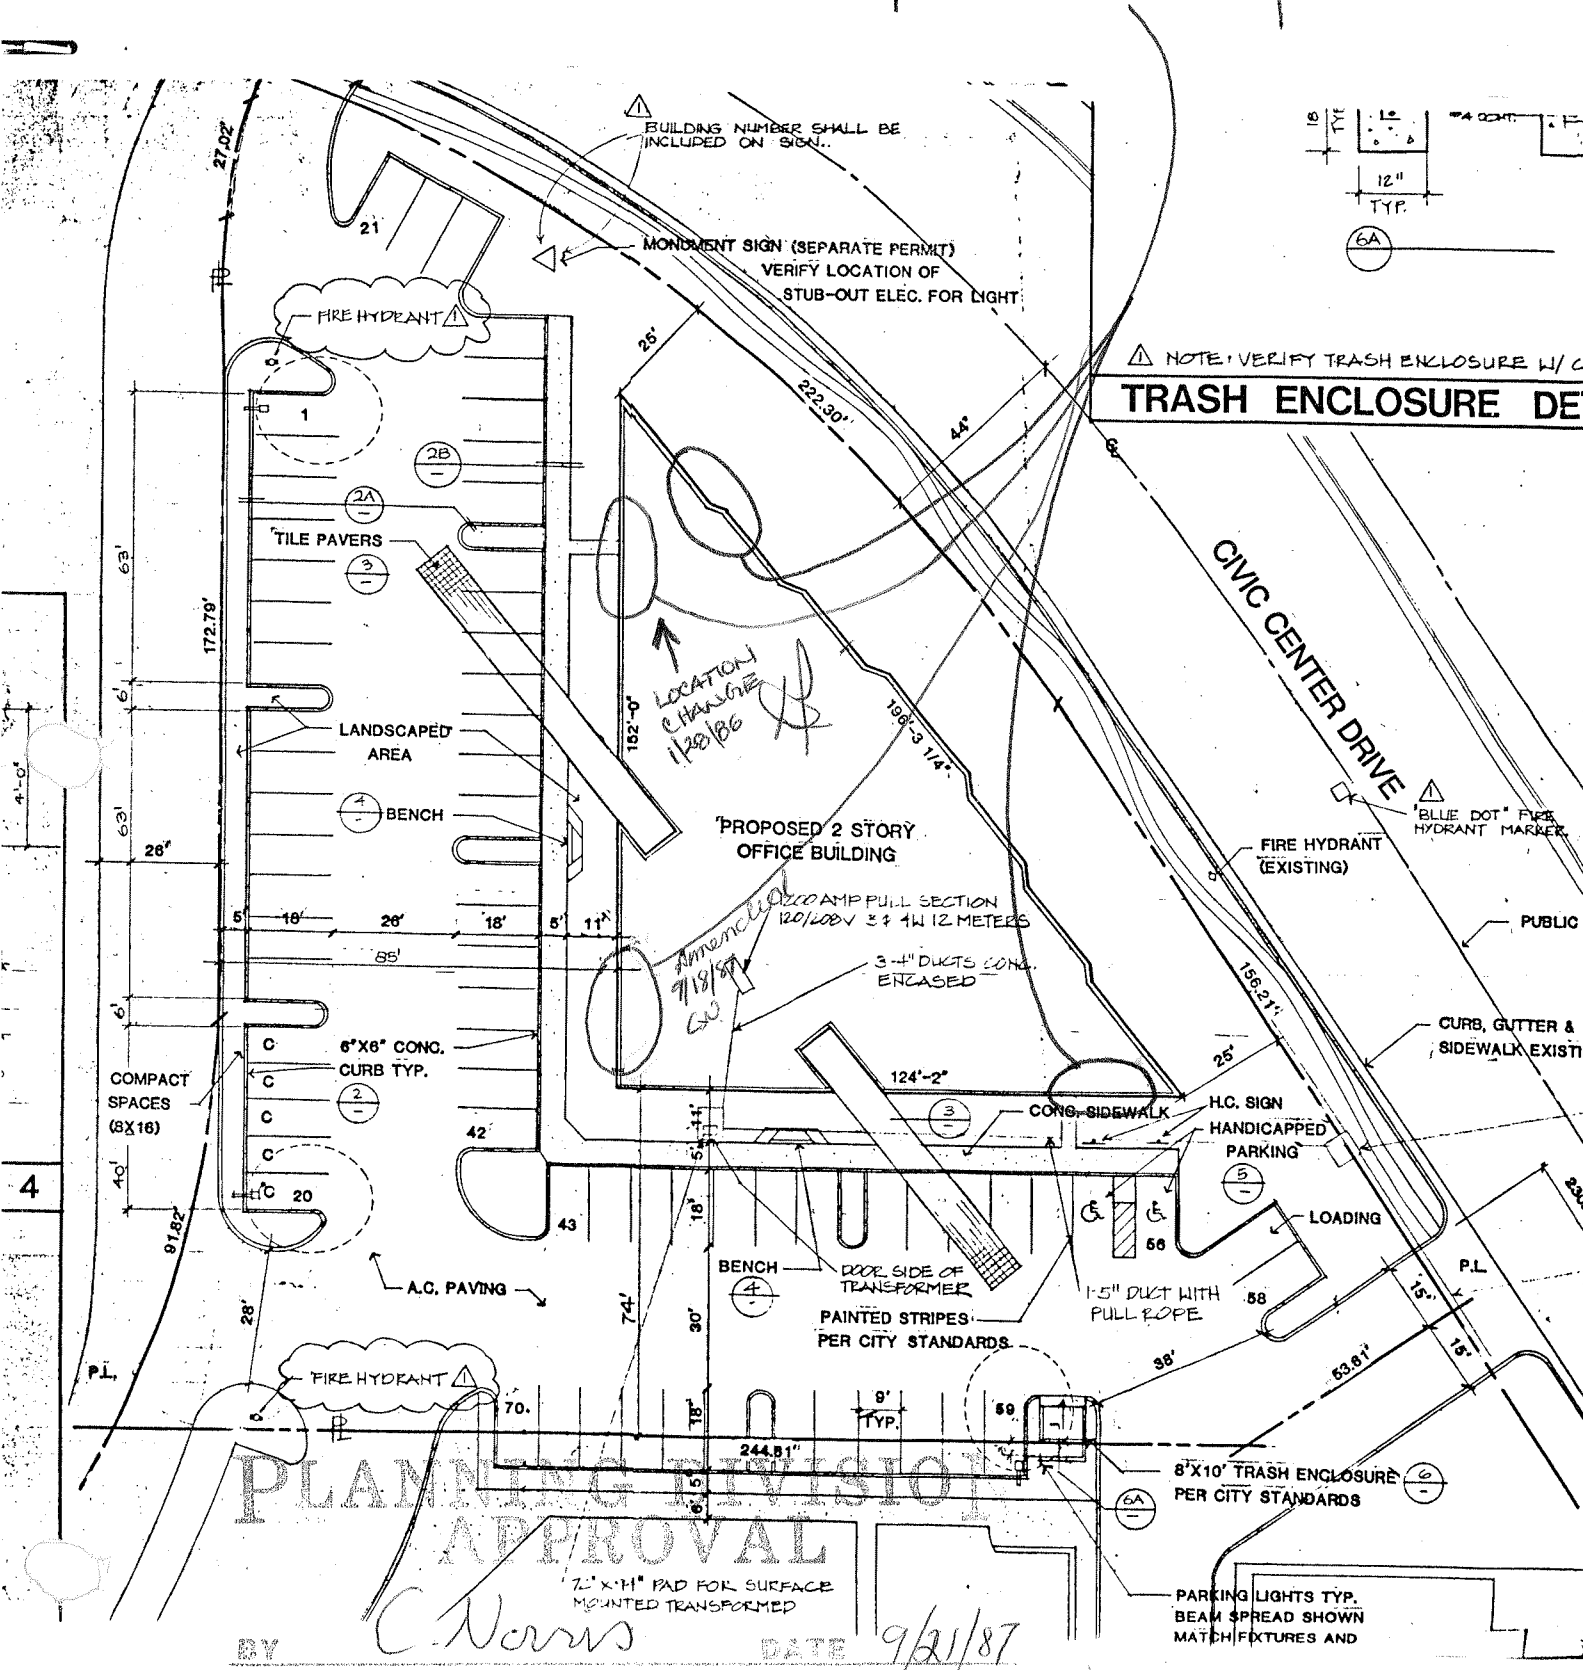 BUILDING NUMBER SHALL BE
INCLUDED ON SIGN..
MONUMENT SIGN (SEPARATE PERMIT)
VERIFY LOCATION OF
STUB-OUT ELEC. FOR LIGHT
18
12"
TYP.
6A
27.02'
21
FIRE HYDRANT 1
25'
222.30'
44'
1 NOTE: VERIFY TRASH ENCLOSURE W/
TRASH ENCLOSURE
1
2B
2A
TILE PAVERS
3
63'
172.79'
6'
LOCATION
CHANGE
1/28/86
152'-0"
196'-3 1/4"
CIVIC CENTER DRIVE
LANDSCAPED
AREA
4'-0"
63'
26'
4
BENCH
PROPOSED 2 STORY
OFFICE BUILDING
1
"BLUE DOT" FIRE
HYDRANT MARKER
FIRE HYDRANT
(EXISTING)
1200 AMP PULL SECTION
120/208V 3 4W 12 METERS
PUBLIC
5'
18'
26'
18'
5'
11'
85'
Amended
9/18/87
3-4" DUCTS CONC.
ENCASED
156.21'
6'
CURB, GUTTER &
SIDEWALK
6"X6" CONC.
CURB TYP.
2
C
C
C
C
C
COMPACT
SPACES
(8X16)
124'-2"
25'
3
CONC. SIDEWALK
H.C. SIGN
HANDICAPPED
PARKING
5
42
11'
5'
4
40'
20
91.82'
43
18'
56
LOADING
A.C. PAVING
BENCH
4
DOOR SIDE OF
TRANSFORMER
1-5" DUCT WITH
PULL ROPE
58
P.L.
28'
74'
30'
PAINTED STRIPES
PER CITY STANDARDS
38'
53.61'
15'
15'
P.L.
FIRE HYDRANT 1
70.
18'
9'
TYP.
59
244.81'
5'
6'
8'X10' TRASH ENCLOSURE
PER CITY STANDARDS
6
6A
PLANNING DIVISION
APPROVAL
PAD FOR SURFACE
MOUNTED TRANSFORMED
PARKING LIGHTS TYP.
BEAM SPREAD SHOWN
MATCH FIXTURES AND
BY C. Norris DATE 9/21/87